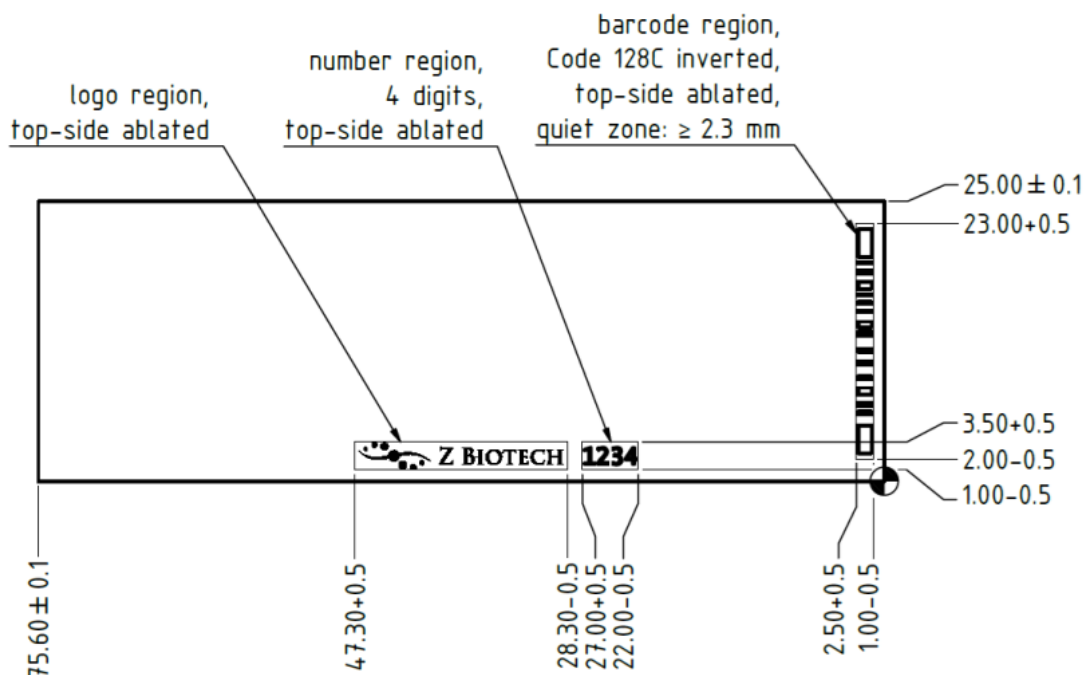 barcode region,
Code 128C inverted,
top-side ablated,
quiet zone: ≥ 2.3 mm
number region,
4 digits,
top-side ablated
logo region,
top-side ablated
25.00 ± 0.1
23.00+0.5
3.50+0.5
2.00-0.5
1.00-0.5
Z BIOTECH
1234
75.60 ± 0.1
47.30+0.5
28.30-0.5
27.00+0.5
22.00-0.5
2.50+0.5
1.00-0.5